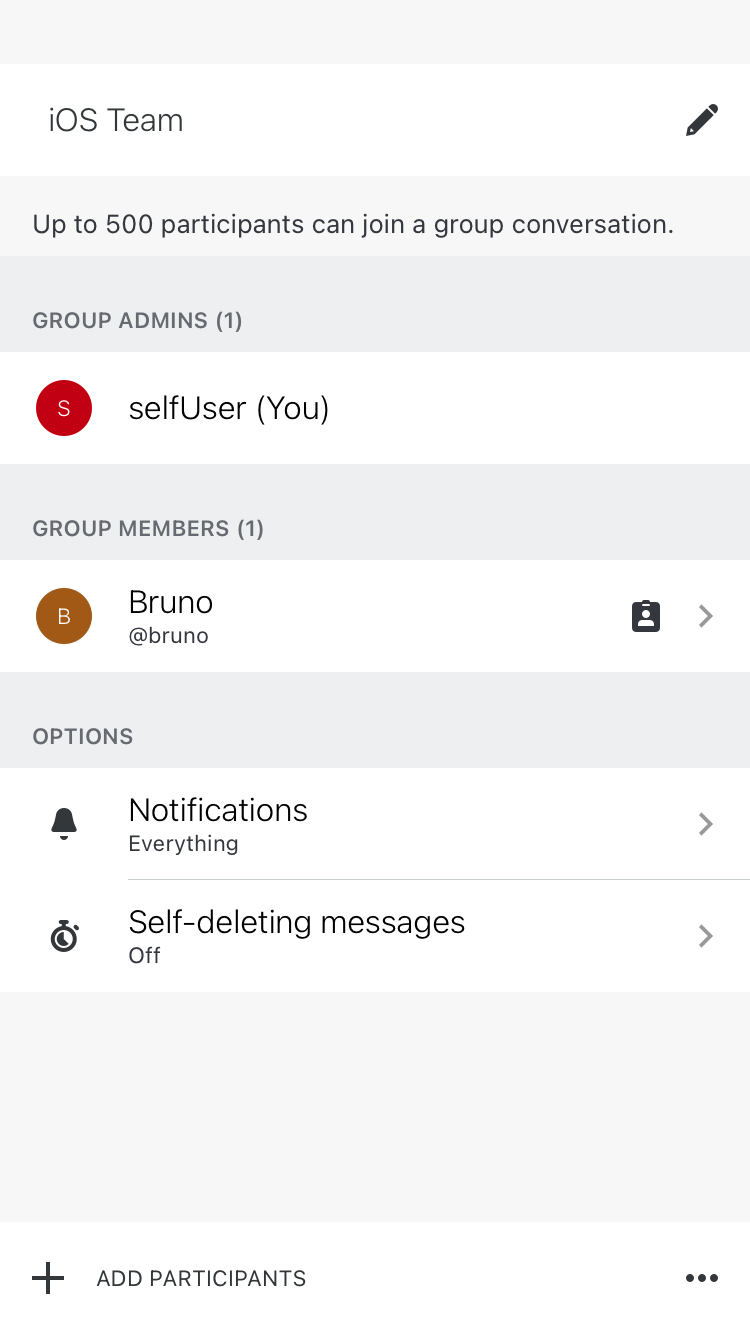 iOS Team
Up to 500 participants can join a group conversation.
GROUP ADMINS (1)
S
selfUser (You)
GROUP MEMBERS (1)
B
Bruno
@bruno
OPTIONS
Notifications
Everything
Self-deleting messages
Off
ADD PARTICIPANTS